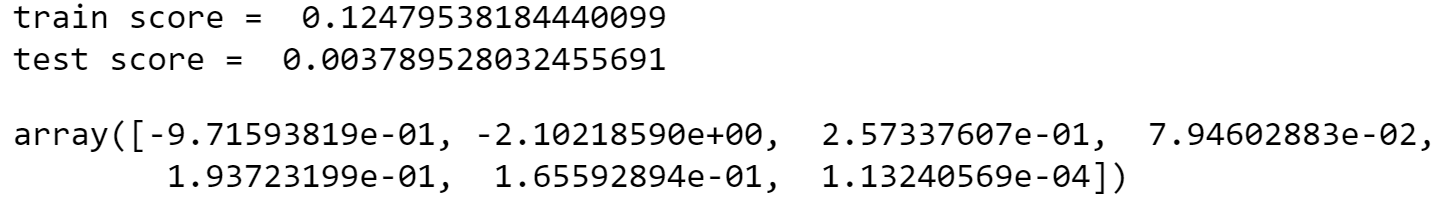 train score =  0.12479538184440099
test score =  0.003789528032455691
array([-9.71593819e-01, -2.10218590e+00,  2.57337607e-01,  7.94602883e-02,
        1.93723199e-01,  1.65592894e-01,  1.13240569e-04])